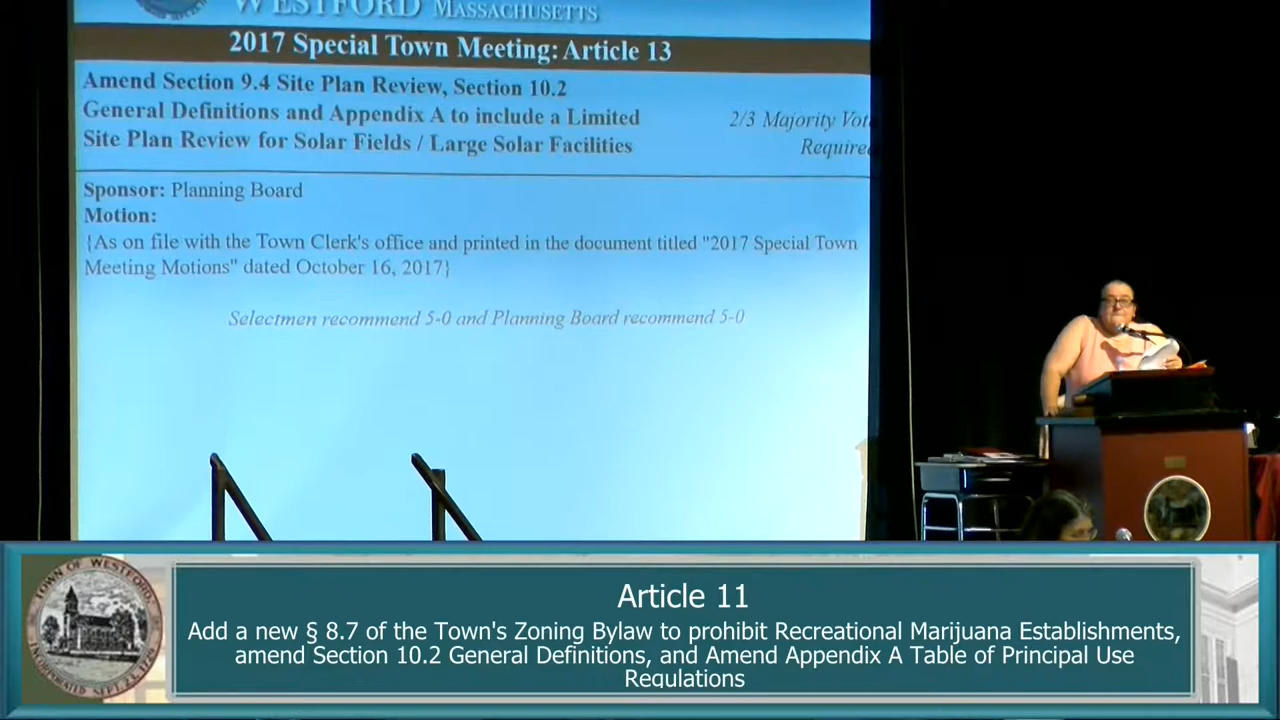 WESTFORD MASSACHUSETTS
2017 Special Town Meeting: Article 13
Amend Section 9.4 Site Plan Review, Section 10.2
General Definitions and Appendix A to include a Limited
Site Plan Review for Solar Fields / Large Solar Facilities
2/3 Majority Vot
Require
Sponsor: Planning Board
Motion:
{As on file with the Town Clerk's office and printed in the document titled "2017 Special Town
Meeting Motions" dated October 16, 2017}
Selectmen recommend 5-0 and Planning Board recommend 5-0
TOWN OF WESTFORD
INCORPORATED SEPT.
Article 11
Add a new § 8.7 of the Town's Zoning Bylaw to prohibit Recreational Marijuana Establishments,
amend Section 10.2 General Definitions, and Amend Appendix A Table of Principal Use
Regulations